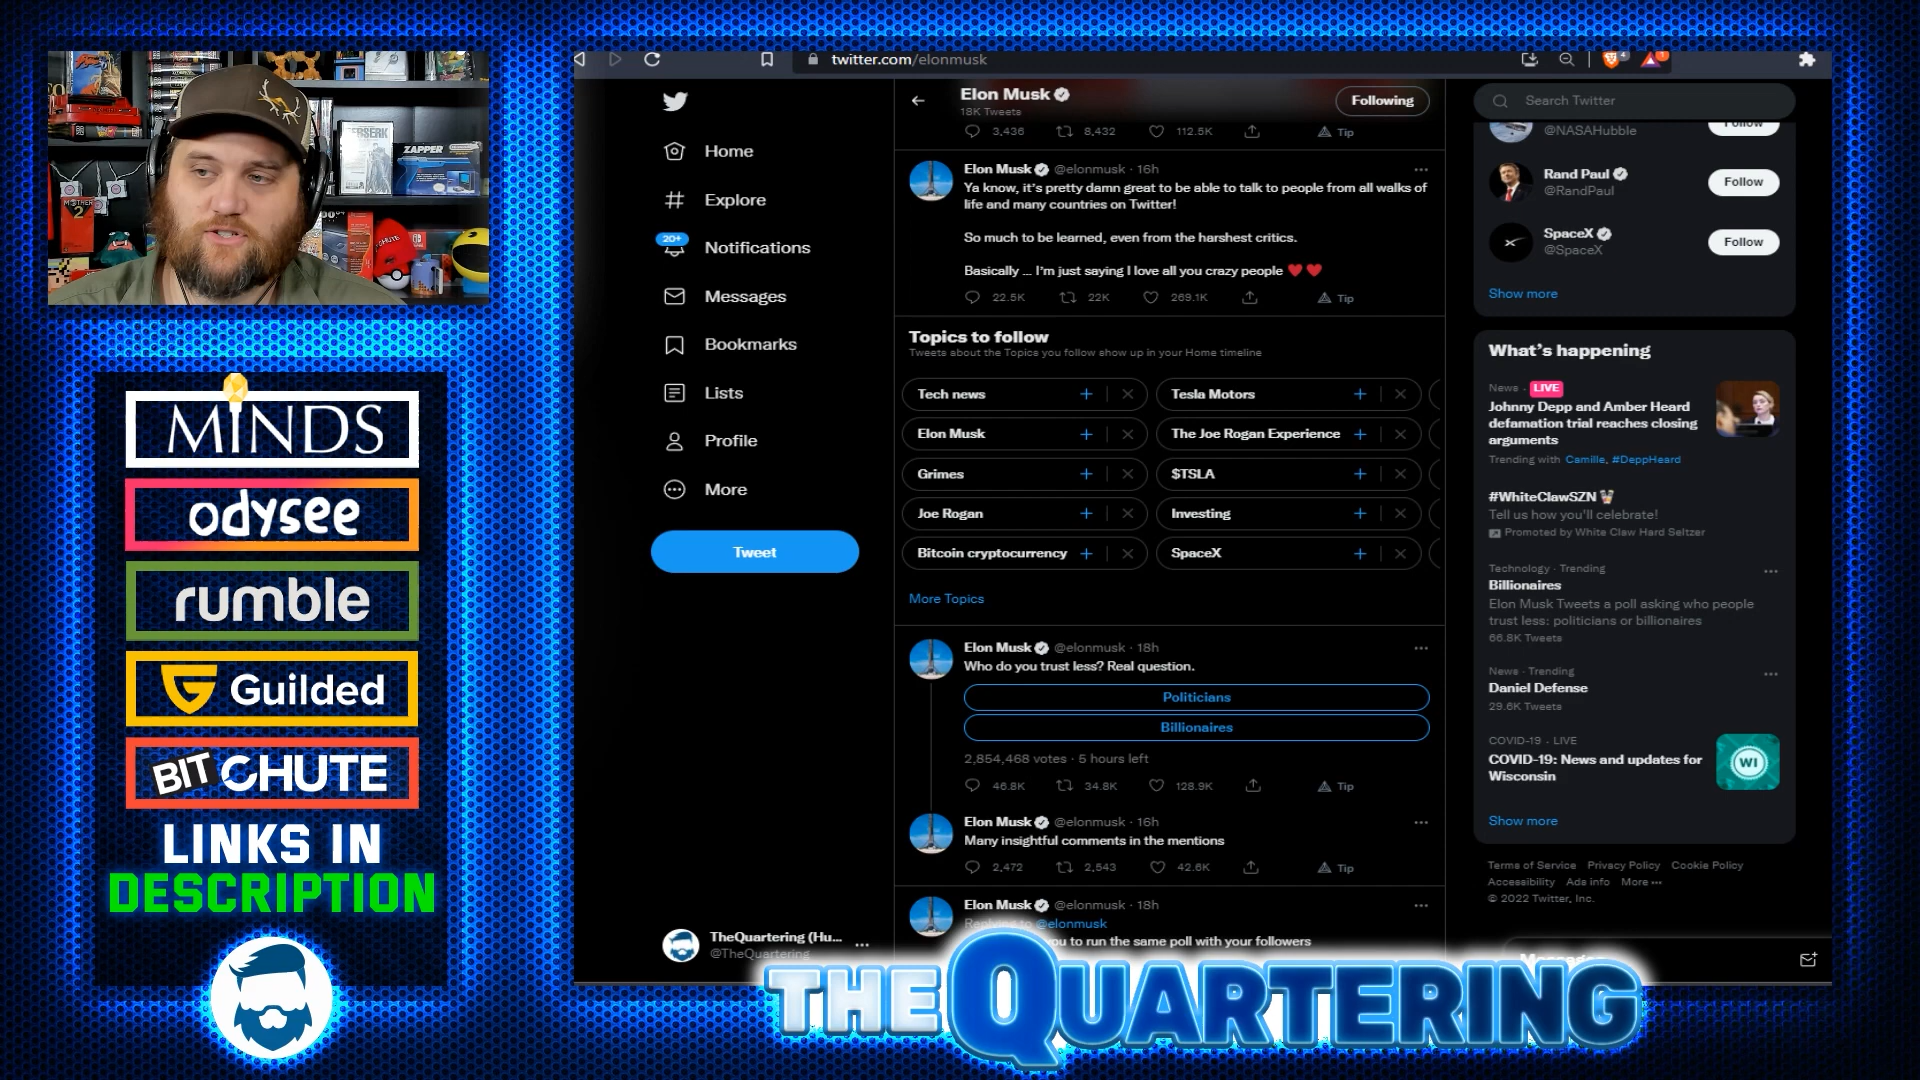 BERSERK
ZAPPER
MOTHER
2
MINDS
odysee
rumble
Guilded
BITCHUTE
LINKS IN
DESCRIPTION
twitter.com/elonmusk
Home
Explore
20+
Notifications
Messages
Bookmarks
Lists
Profile
More
Tweet
TheQuartering (Hu...
@TheQuartering
Elon Musk
18K Tweets
Following
3,436 8,432 112.5K Tip
Elon Musk @elonmusk · 16h
Ya know, it's pretty damn great to be able to talk to people from all walks of
life and many countries on Twitter!
So much to be learned, even from the harshest critics.
Basically ... I'm just saying I love all you crazy people ❤️❤️
22.5K 22K 269.1K Tip
Topics to follow
Tweets about the Topics you follow show up in your Home timeline
Tech news
Tesla Motors
Elon Musk
The Joe Rogan Experience
Grimes
$TSLA
Joe Rogan
Investing
Bitcoin cryptocurrency
SpaceX
More Topics
Elon Musk @elonmusk · 18h
Who do you trust less? Real question.
Politicians
Billionaires
2,854,468 votes · 5 hours left
46.8K 34.8K 128.9K Tip
Elon Musk @elonmusk · 16h
Many insightful comments in the mentions
2,472 2,543 42.6K Tip
Elon Musk @elonmusk · 18h
Replying to @elonmusk
you to run the same poll with your followers
Search Twitter
@NASAHubble
Follow
Rand Paul
@RandPaul
Follow
SpaceX
@SpaceX
Follow
Show more
What's happening
News · LIVE
Johnny Depp and Amber Heard
defamation trial reaches closing
arguments
Trending with Camille, #DeppHeard
#WhiteClawSZN
Tell us how you'll celebrate!
Promoted by White Claw Hard Seltzer
Technology · Trending
Billionaires
Elon Musk Tweets a poll asking who people
trust less: politicians or billionaires
66.8K Tweets
News · Trending
Daniel Defense
29.6K Tweets
COVID-19 · LIVE
COVID-19: News and updates for
Wisconsin
WI
Show more
Terms of Service Privacy Policy Cookie Policy
Accessibility Ads info More ···
© 2022 Twitter, Inc.
Messages
THE QUARTERING